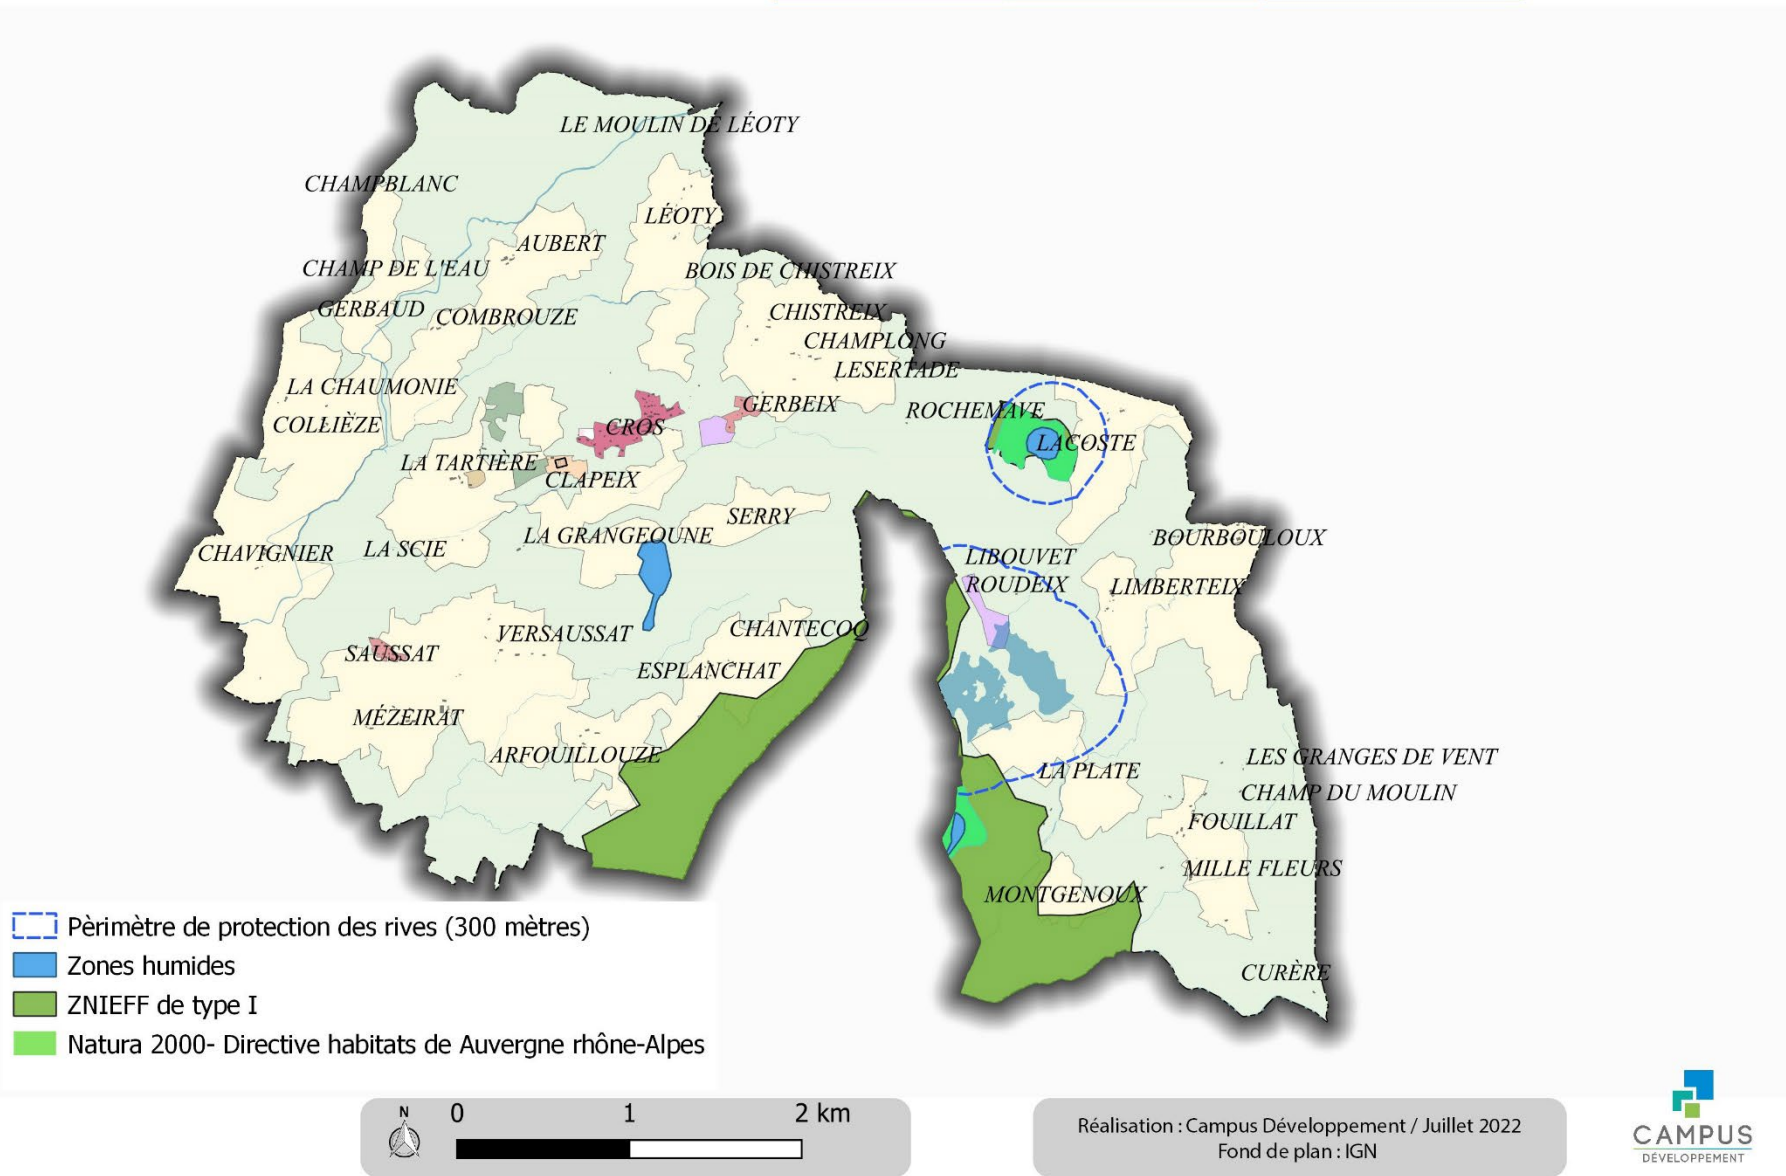 LE MOULIN DE LÉOTY
CHAMPBLANC
LÉOTY
AUBERT
CHAMP DE L'EAU
BOIS DE CHISTREIX
GERBAUD
COMBROUZE
CHISTREIX
CHAMPLONG
LESERTADE
LA CHAUMONIE
GERBEIX
ROCHEMAVE
COLLIÈZE
CROS
LACOSTE
LA TARTIÈRE
CLAPEIX
SERRY
LA GRANGEOUNE
BOURBOULOUX
CHAVIGNIER
LA SCIE
LIBOUVET
ROUDEIX
LIMBERTEIX
VERSAUSSAT
CHANTECOQ
SAUSSAT
ESPLANCHAT
MÉZEIRAT
ARFOUILLOUZE
LES GRANGES DE VENT
LA PLATE
CHAMP DU MOULIN
FOUILLAT
MILLE FLEURS
MONTGENOUX
CURÈRE
Pèrimètre de protection des rives (300 mètres)
Zones humides
ZNIEFF de type I
Natura 2000- Directive habitats de Auvergne rhône-Alpes
N
0 1 2 km
Réalisation : Campus Développement / Juillet 2022
Fond de plan : IGN
CAMPUS
DÉVELOPPEMENT